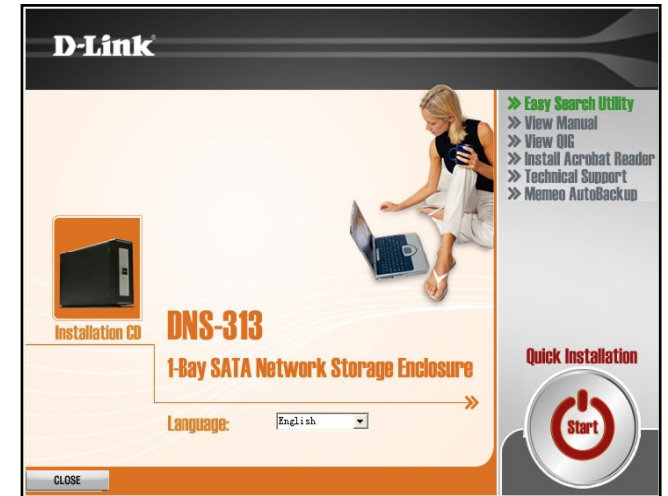 D-Link
» Easy Search Utility
» View Manual
» View QIG
» Install Acrobat Reader
» Technical Support
» Memeo AutoBackup
Installation CD
DNS-313
1-Bay SATA Network Storage Enclosure
Language: English
Quick Installation
Start
CLOSE